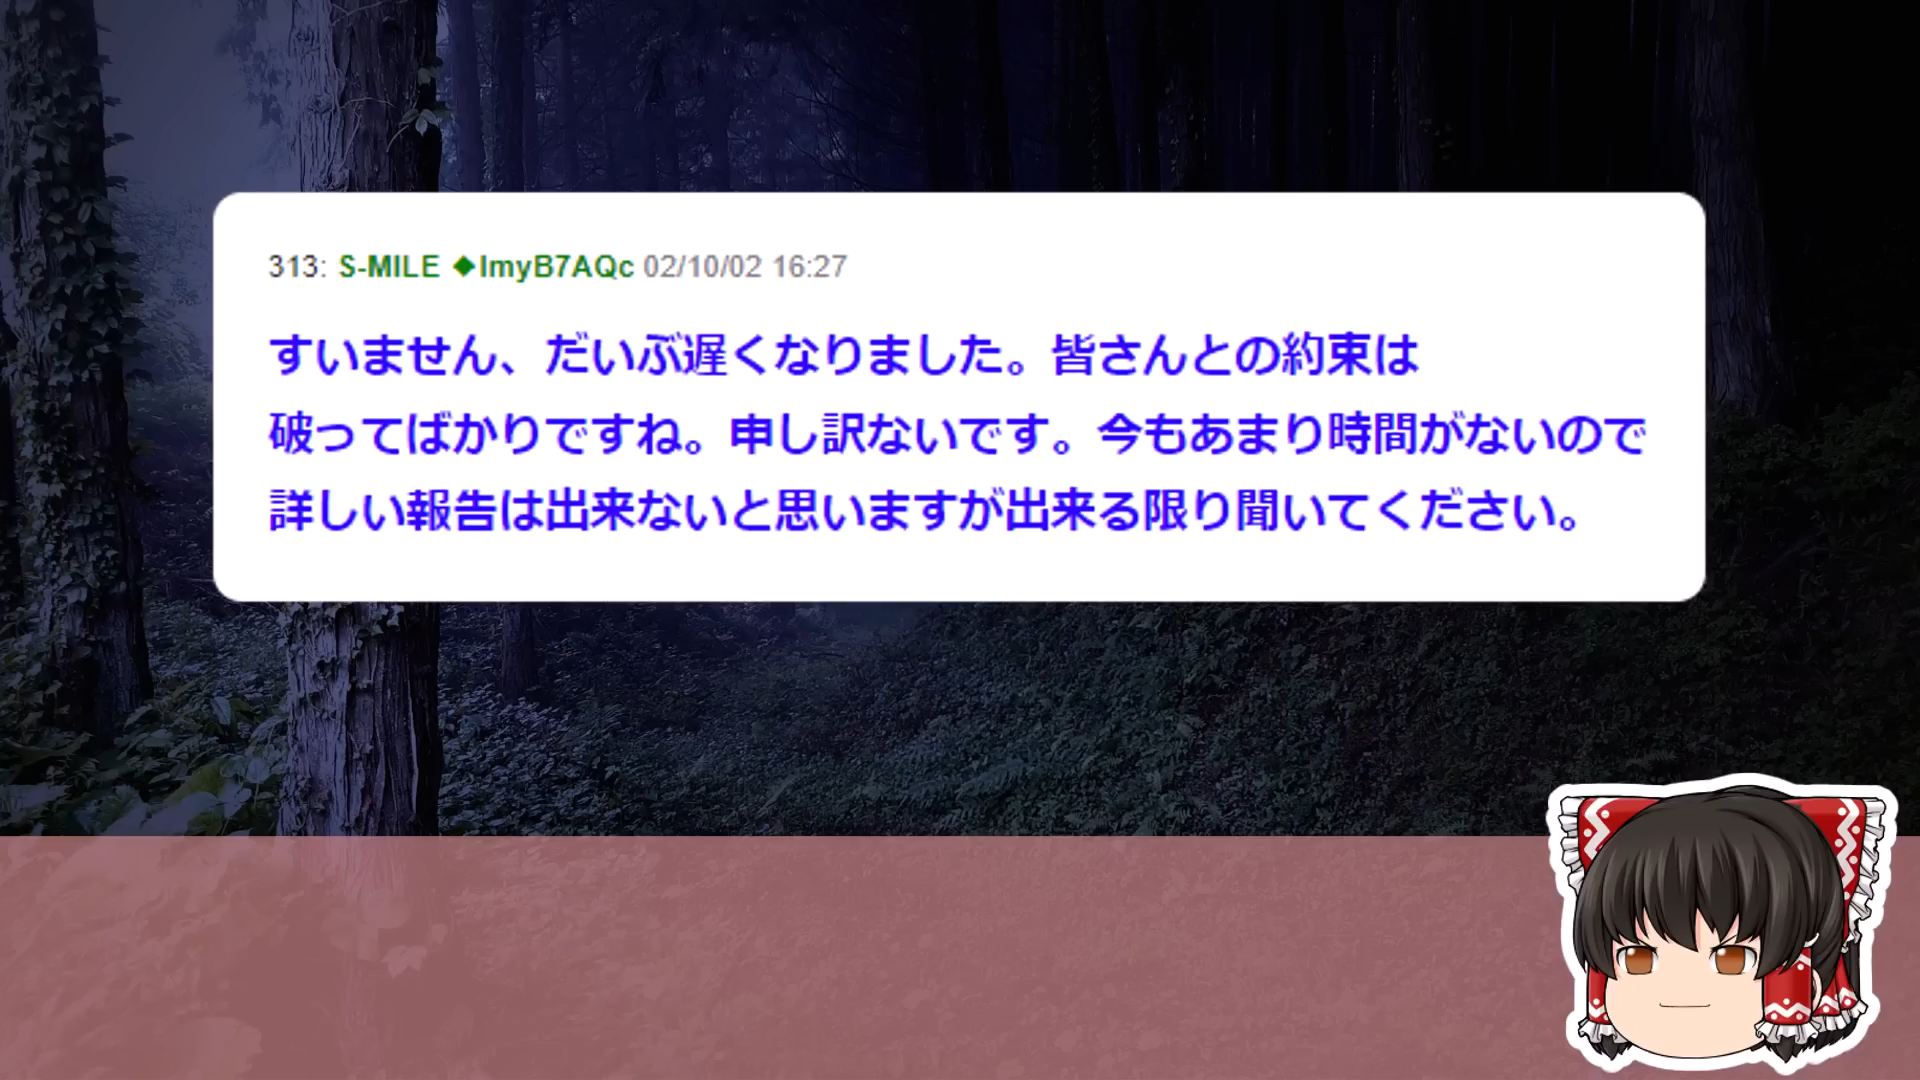 313: S-MILE ◆ImyB7AQc 02/10/02 16:27
すいません、だいぶ遅くなりました。皆さんとの約束は
破ってばかりですね。申し訳ないです。今もあまり時間がないので
詳しい報告は出来ないと思いますが出来る限り聞いてください。